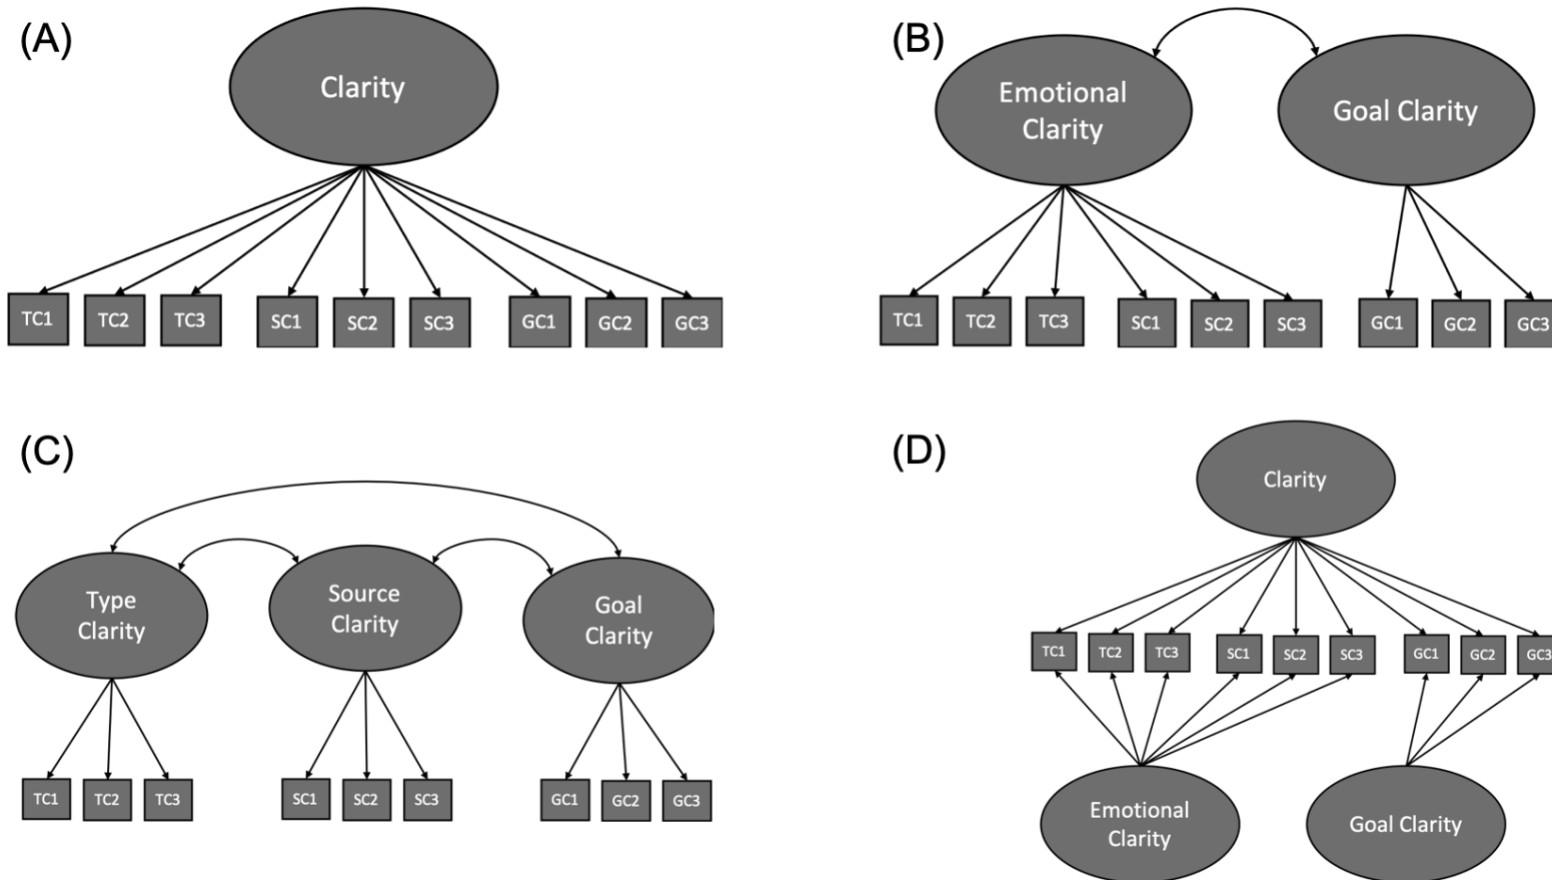 (A)
Clarity
TC1 TC2 TC3 SC1 SC2 SC3 GC1 GC2 GC3
(B)
Emotional
Clarity
Goal Clarity
TC1 TC2 TC3 SC1 SC2 SC3 GC1 GC2 GC3
(C)
Type
Clarity
Source
Clarity
Goal
Clarity
TC1 TC2 TC3 SC1 SC2 SC3 GC1 GC2 GC3
(D)
Clarity
TC1 TC2 TC3 SC1 SC2 SC3 GC1 GC2 GC3
Emotional
Clarity
Goal Clarity